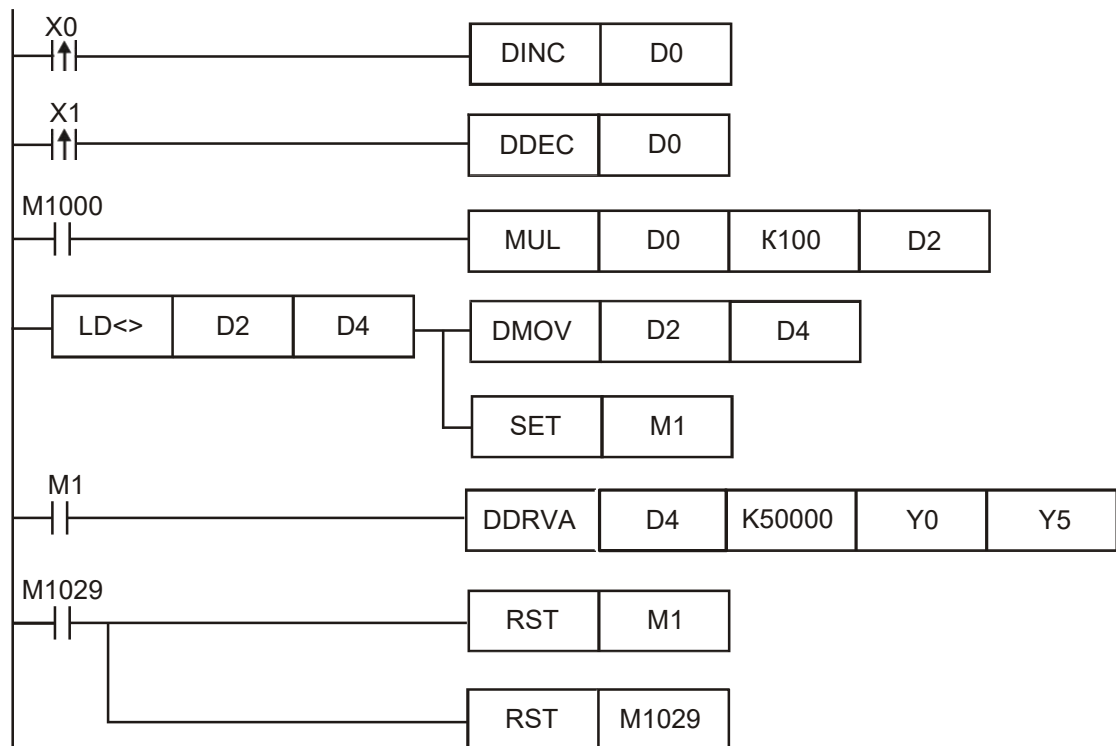 X0
DINC D0
X1
DDEC D0
M1000
MUL D0 К100 D2
LD<> D2 D4 DMOV D2 D4
SET M1
M1
DDRVA D4 K50000 Y0 Y5
M1029
RST M1
RST M1029